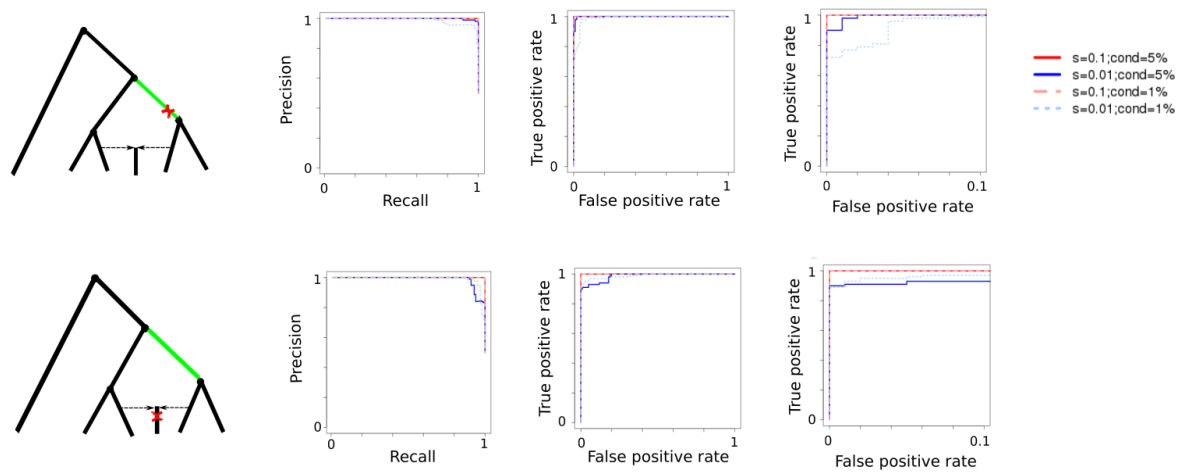 1
Precision
0
0
1
Recall
1
True positive rate
0
0
1
False positive rate
1
True positive rate
0
0
0.1
False positive rate
s=0.1;cond=5%
s=0.01;cond=5%
s=0.1;cond=1%
s=0.01;cond=1%
1
Precision
0
0
1
Recall
1
True positive rate
0
0
1
False positive rate
1
True positive rate
0
0
0.1
False positive rate